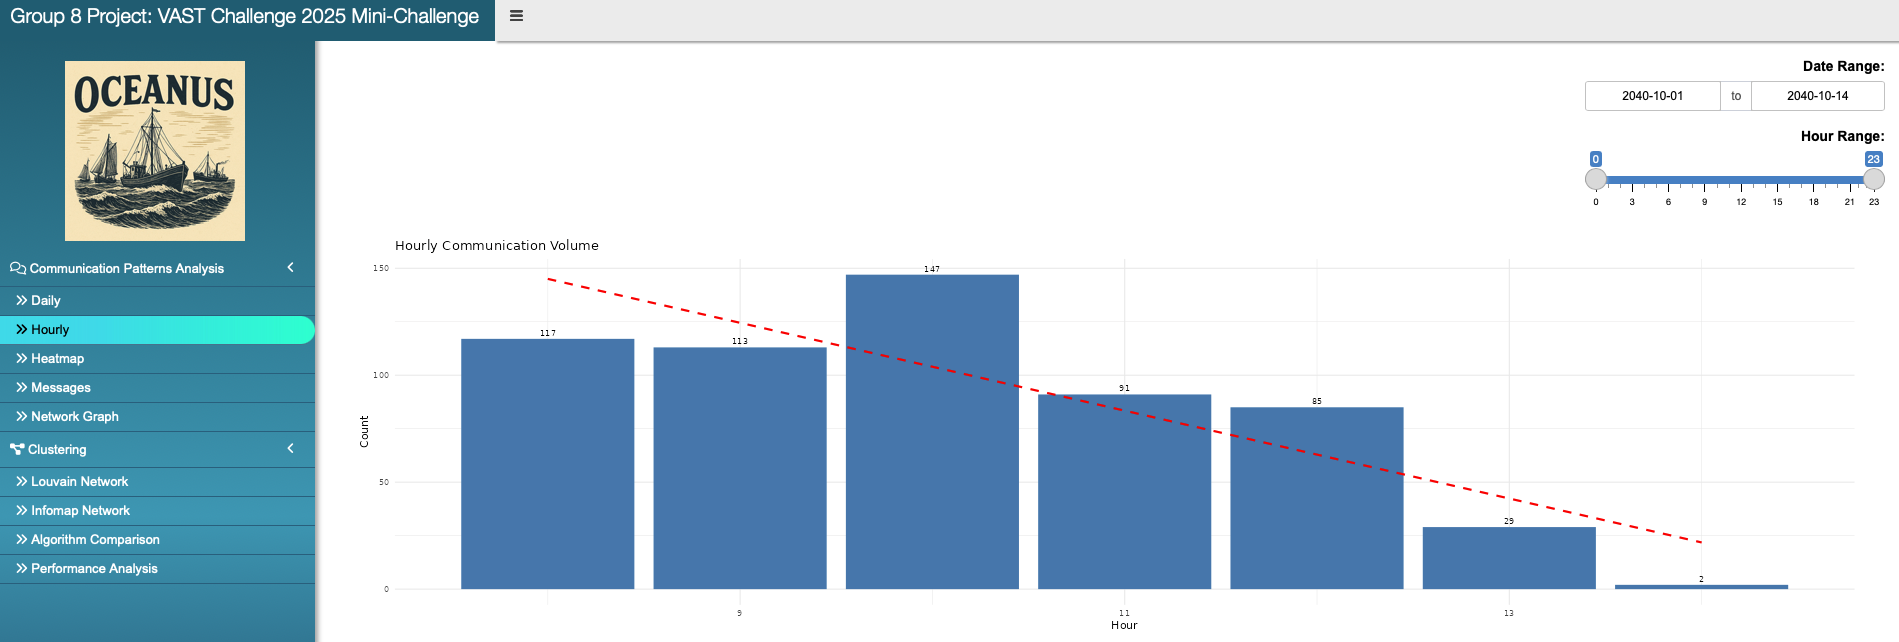 Group 8 Project: VAST Challenge 2025 Mini-Challenge
OCEANUS
Communication Patterns Analysis
Daily
Hourly
Heatmap
Messages
Network Graph
Clustering
Louvain Network
Infomap Network
Algorithm Comparison
Performance Analysis
Date Range:
2040-10-01 to 2040-10-14
Hour Range:
0 23
0 3 6 9 12 15 18 21 23
Hourly Communication Volume
150
100
50
0
Count
117 113 147 91 85 29 2
9 11 13
Hour